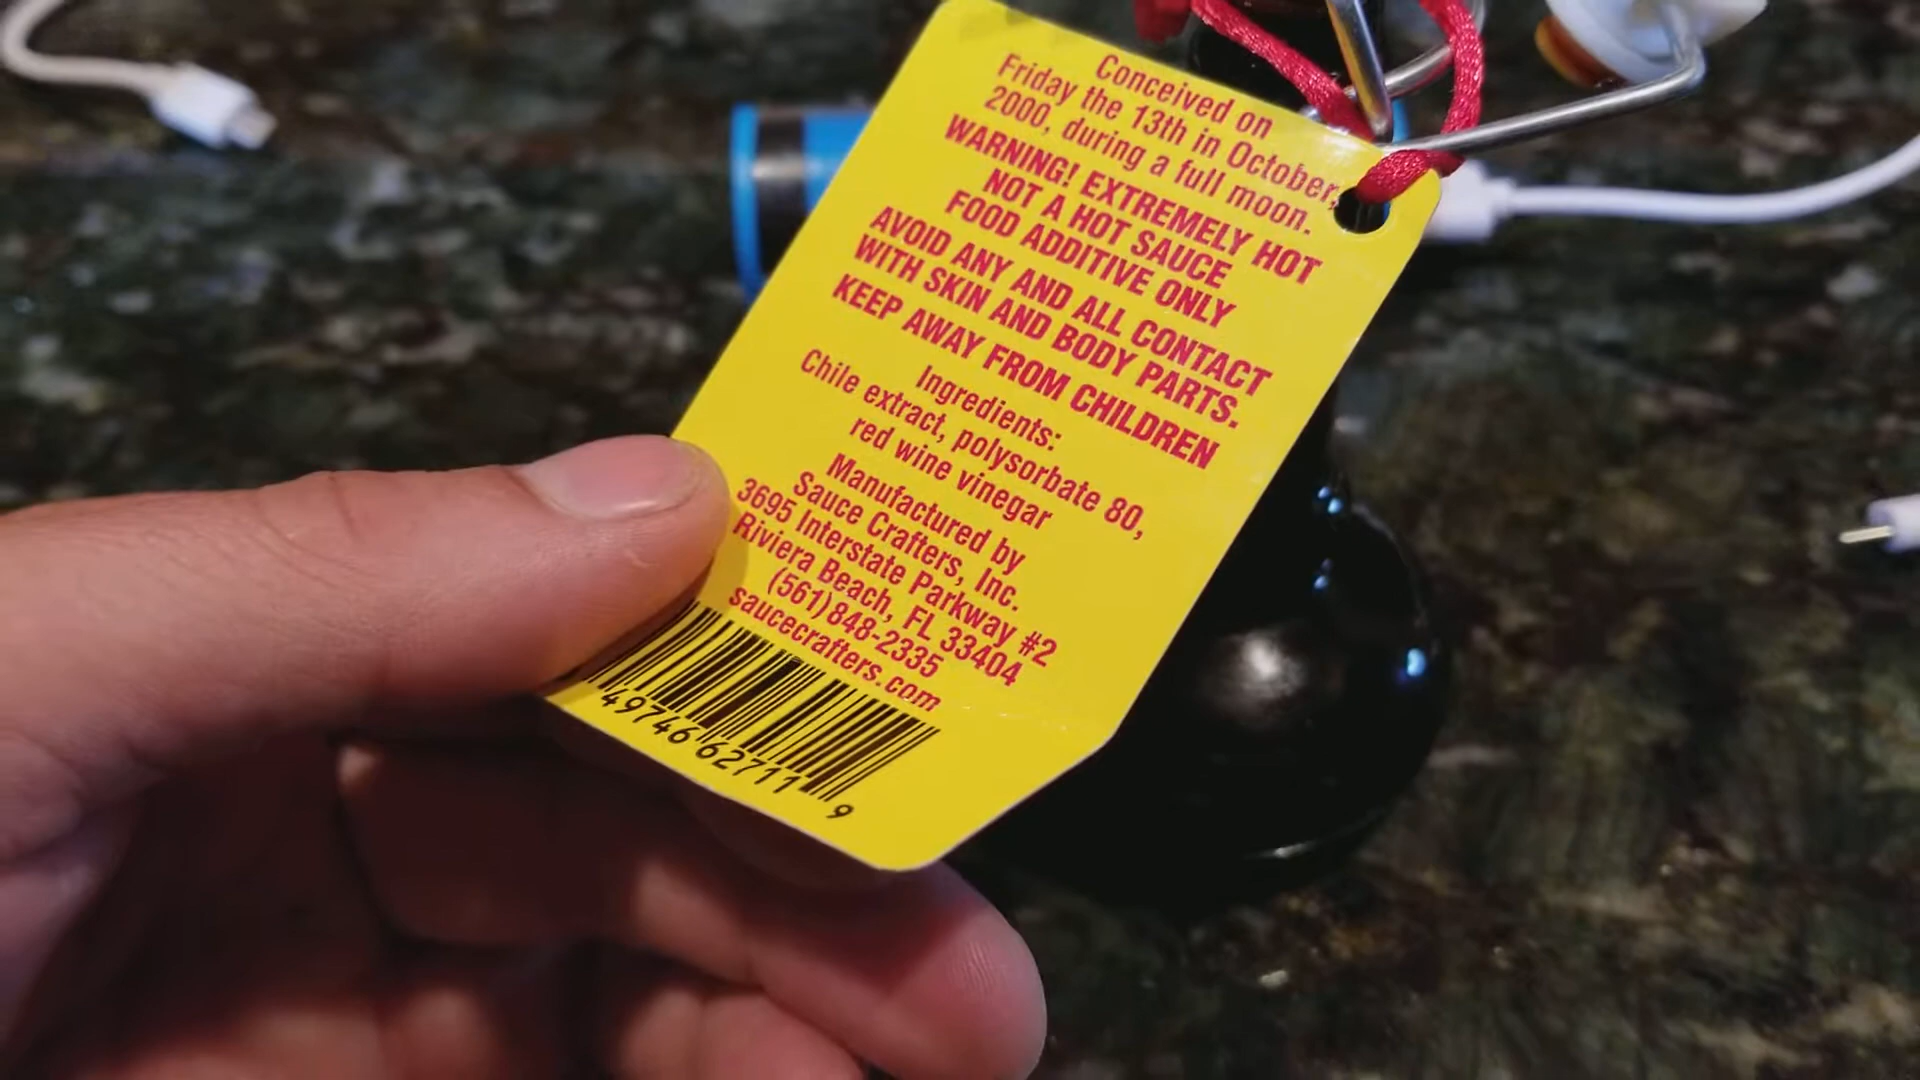 Conceived on
Friday the 13th in October,
2000, during a full moon.
WARNING! EXTREMELY HOT
NOT A HOT SAUCE
FOOD ADDITIVE ONLY
AVOID ANY AND ALL CONTACT
WITH SKIN AND BODY PARTS.
KEEP AWAY FROM CHILDREN
Ingredients:
Chile extract, polysorbate 80,
red wine vinegar
Manufactured by
Sauce Crafters, Inc.
3695 Interstate Parkway #2
Riviera Beach, FL 33404
(561)848-2335
saucecrafters.com
49746 62711 9